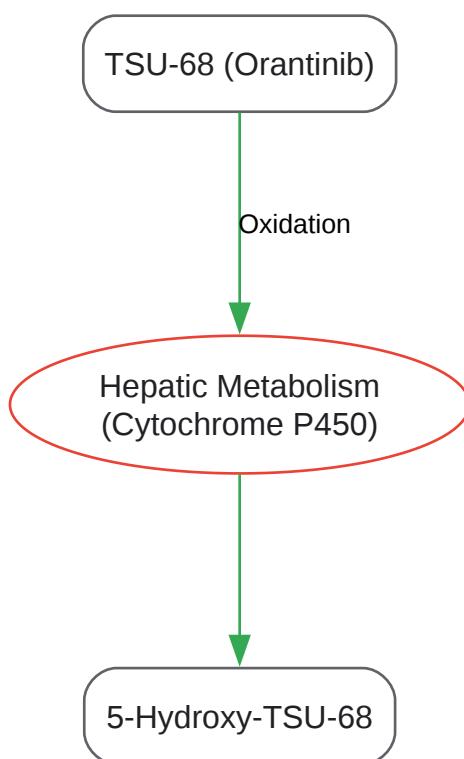 TSU-68 (Orantinib)
Oxidation
Hepatic Metabolism
(Cytochrome P450)
5-Hydroxy-TSU-68